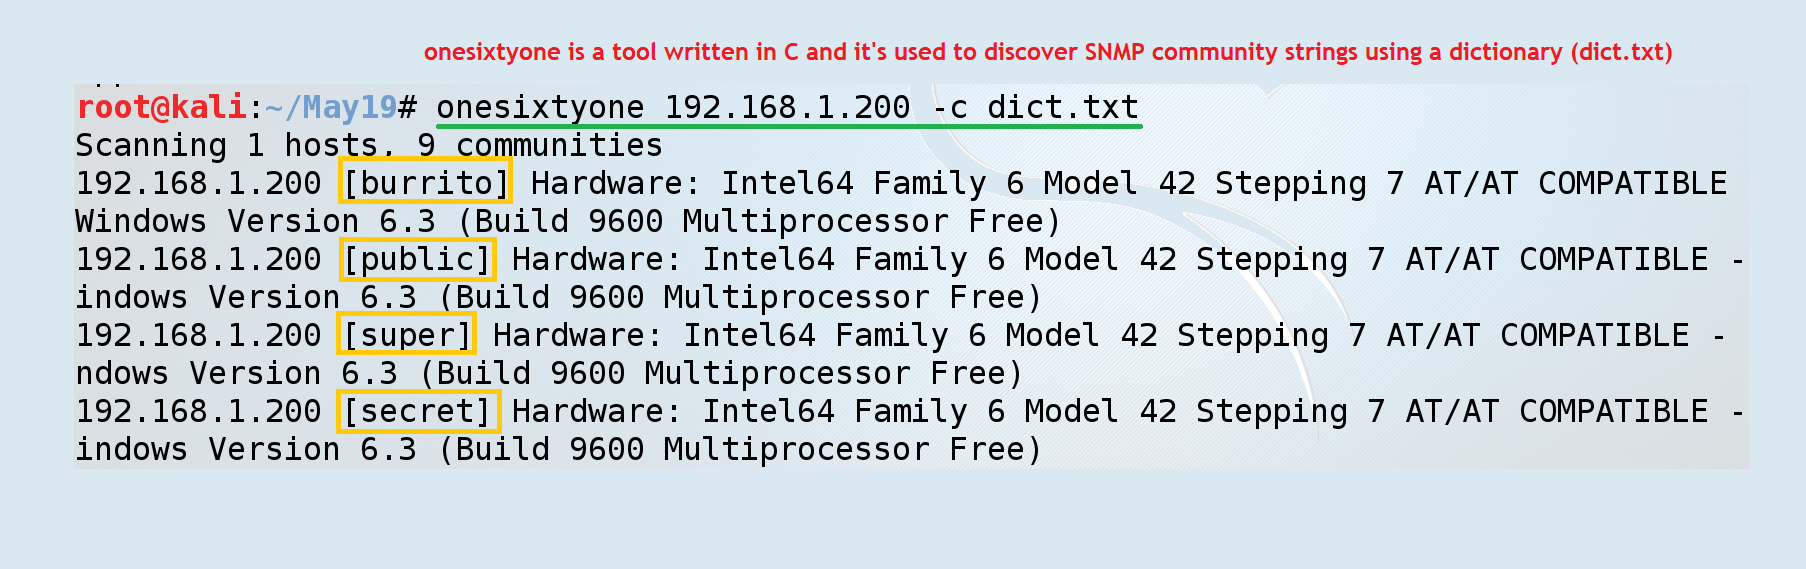 onesixtyone is a tool written in C and it's used to discover SNMP community strings using a dictionary (dict.txt)
root@kali:~/May19# onesixtyone 192.168.1.200 -c dict.txt
Scanning 1 hosts, 9 communities
192.168.1.200 [burrito] Hardware: Intel64 Family 6 Model 42 Stepping 7 AT/AT COMPATIBLE
Windows Version 6.3 (Build 9600 Multiprocessor Free)
192.168.1.200 [public] Hardware: Intel64 Family 6 Model 42 Stepping 7 AT/AT COMPATIBLE -
indows Version 6.3 (Build 9600 Multiprocessor Free)
192.168.1.200 [super] Hardware: Intel64 Family 6 Model 42 Stepping 7 AT/AT COMPATIBLE -
ndows Version 6.3 (Build 9600 Multiprocessor Free)
192.168.1.200 [secret] Hardware: Intel64 Family 6 Model 42 Stepping 7 AT/AT COMPATIBLE -
indows Version 6.3 (Build 9600 Multiprocessor Free)